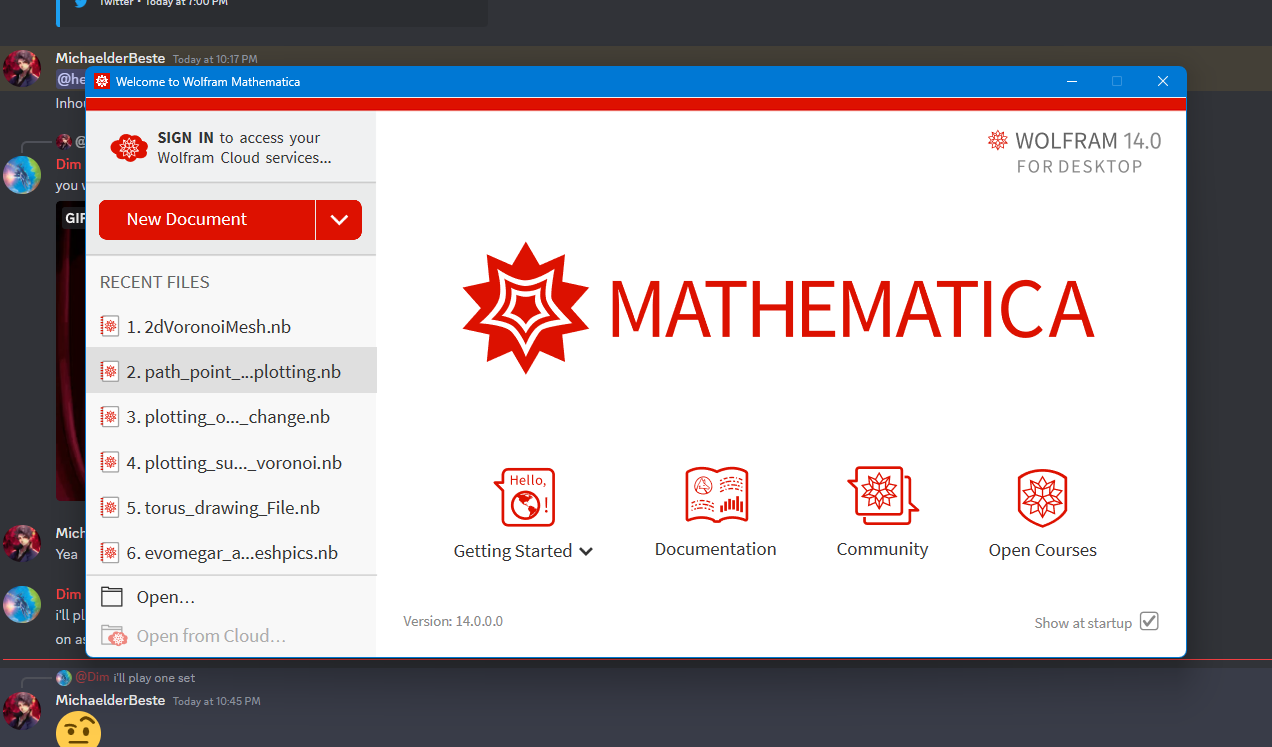 Twitter • Today at 7:00 PM
MichaelderBeste Today at 10:17 PM
Welcome to Wolfram Mathematica
SIGN IN to access your
Wolfram Cloud services...
WOLFRAM 14.0
FOR DESKTOP
Dim
you
New Document
GIF
RECENT FILES
1. 2dVoronoiMesh.nb
2. path_point_...plotting.nb
3. plotting_o..._change.nb
4. plotting_su..._voronoi.nb
5. torus_drawing_File.nb
6. evomegar_a...eshpics.nb
MATHEMATICA
Hello,
!
Getting Started
Documentation
Community
Open Courses
Yea
Open...
Dim
i'll pl
Open from Cloud...
on as
Version: 14.0.0.0
Show at startup
@Dim i'll play one set
MichaelderBeste Today at 10:45 PM